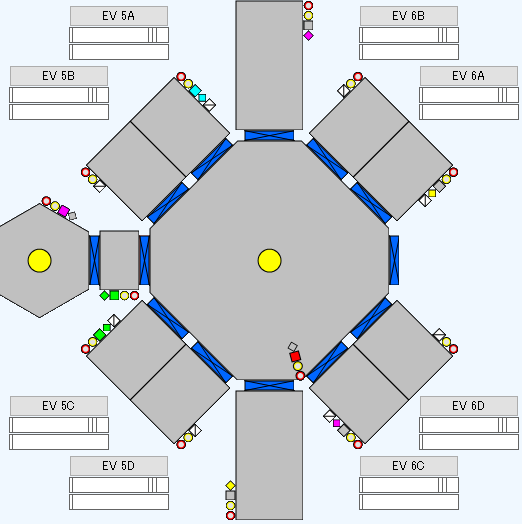 EV 5A
EV 6B
EV 5B
EV 6A
EV 5C
EV 6D
EV 5D
EV 6C